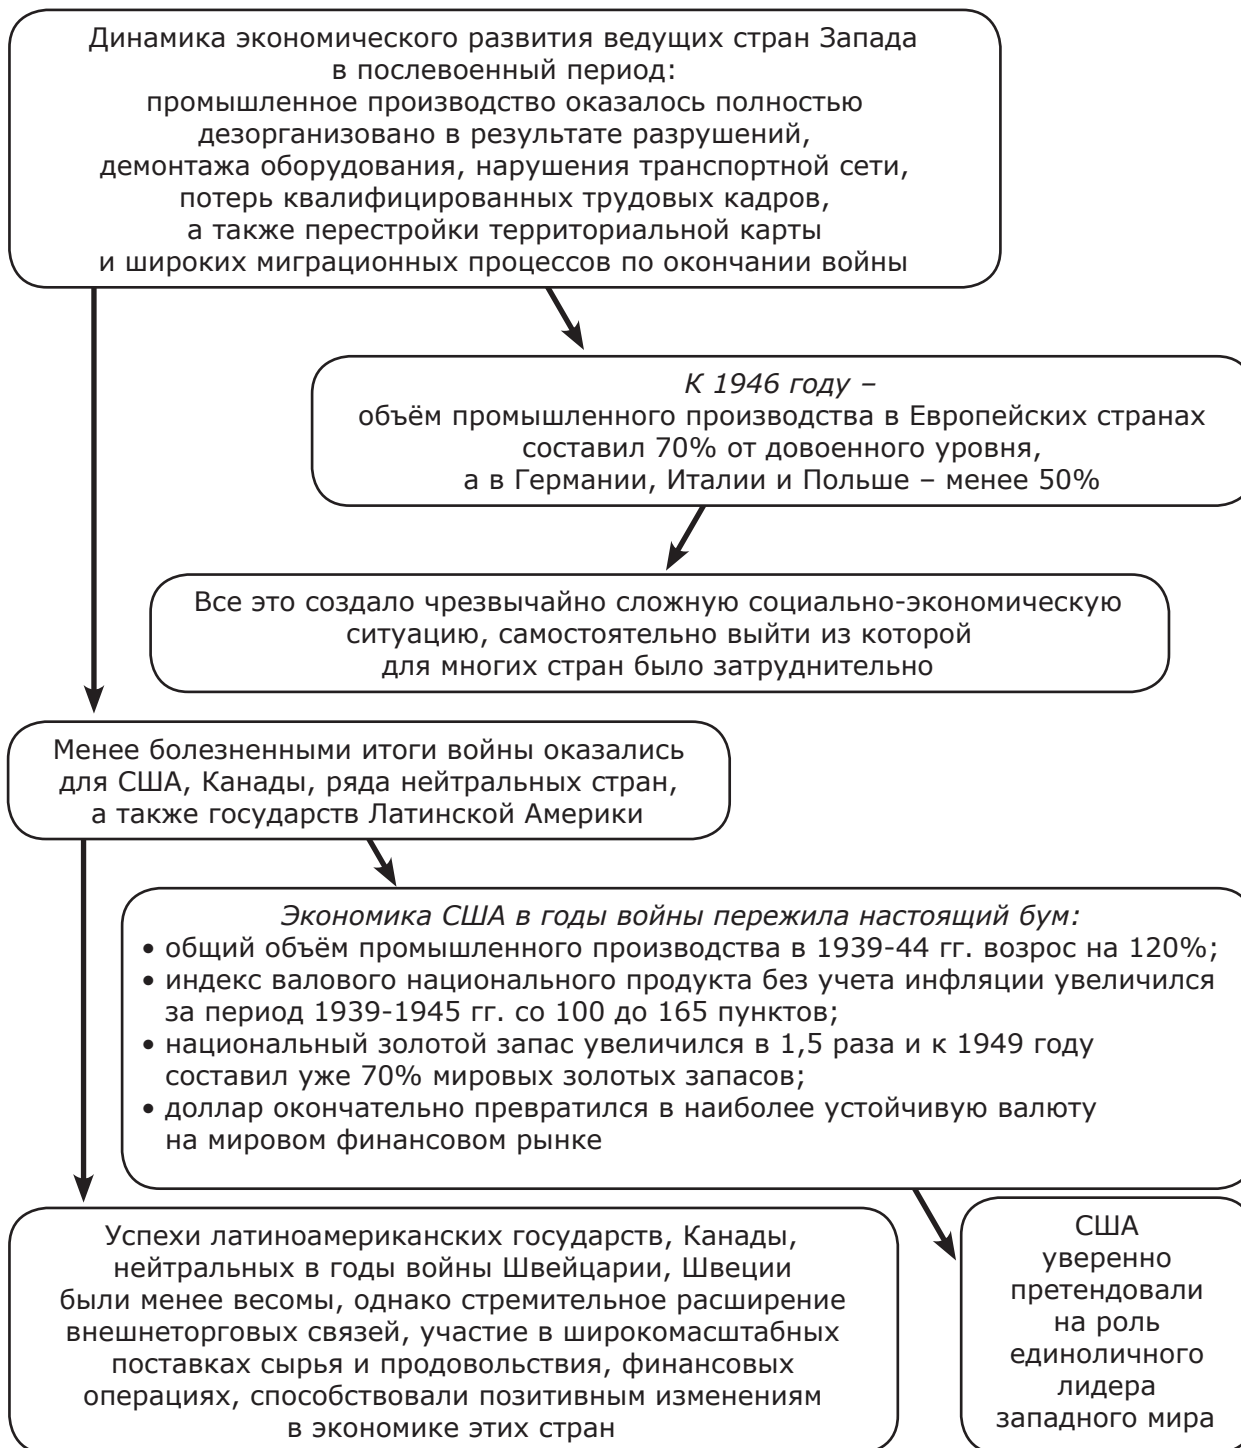 Динамика экономического развития ведущих стран Запада
в послевоенный период:
промышленное производство оказалось полностью
дезорганизовано в результате разрушений,
демонтажа оборудования, нарушения транспортной сети,
потерь квалифицированных трудовых кадров,
а также перестройки территориальной карты
и широких миграционных процессов по окончании войны
К 1946 году –
объём промышленного производства в Европейских странах
составил 70% от довоенного уровня,
а в Германии, Италии и Польше – менее 50%
Все это создало чрезвычайно сложную социально-экономическую
ситуацию, самостоятельно выйти из которой
для многих стран было затруднительно
Менее болезненными итоги войны оказались
для США, Канады, ряда нейтральных стран,
а также государств Латинской Америки
Экономика США в годы войны пережила настоящий бум:
• общий объём промышленного производства в 1939-44 гг. возрос на 120%;
• индекс валового национального продукта без учета инфляции увеличился
за период 1939-1945 гг. со 100 до 165 пунктов;
• национальный золотой запас увеличился в 1,5 раза и к 1949 году
составил уже 70% мировых золотых запасов;
• доллар окончательно превратился в наиболее устойчивую валюту
на мировом финансовом рынке
Успехи латиноамериканских государств, Канады,
нейтральных в годы войны Швейцарии, Швеции
были менее весомы, однако стремительное расширение
внешнеторговых связей, участие в широкомасштабных
поставках сырья и продовольствия, финансовых
операциях, способствовали позитивным изменениям
в экономике этих стран
США
уверенно
претендовали
на роль
единоличного
лидера
западного мира